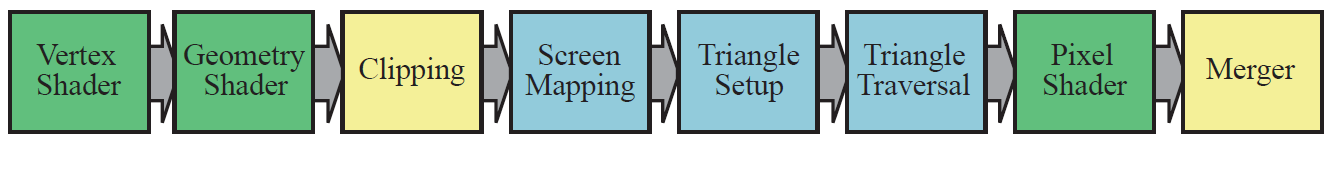 Vertex
Shader
Geometry
Shader
Clipping
Screen
Mapping
Triangle
Setup
Triangle
Traversal
Pixel
Shader
Merger